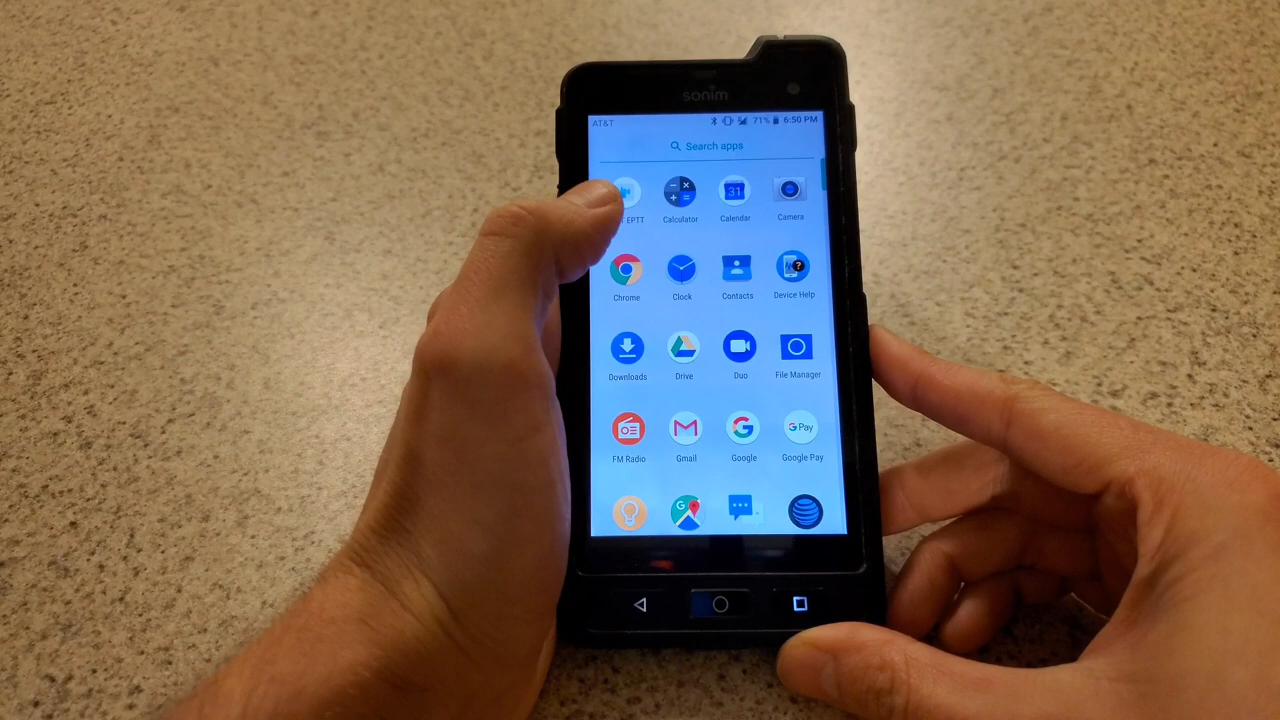 sonim
AT&T 71% 6:50 PM
Search apps
EPTT Calculator Calendar Camera
31
Chrome Clock Contacts Device Help
Downloads Drive Duo File Manager
G Pay
FM Radio Gmail Google Google Pay